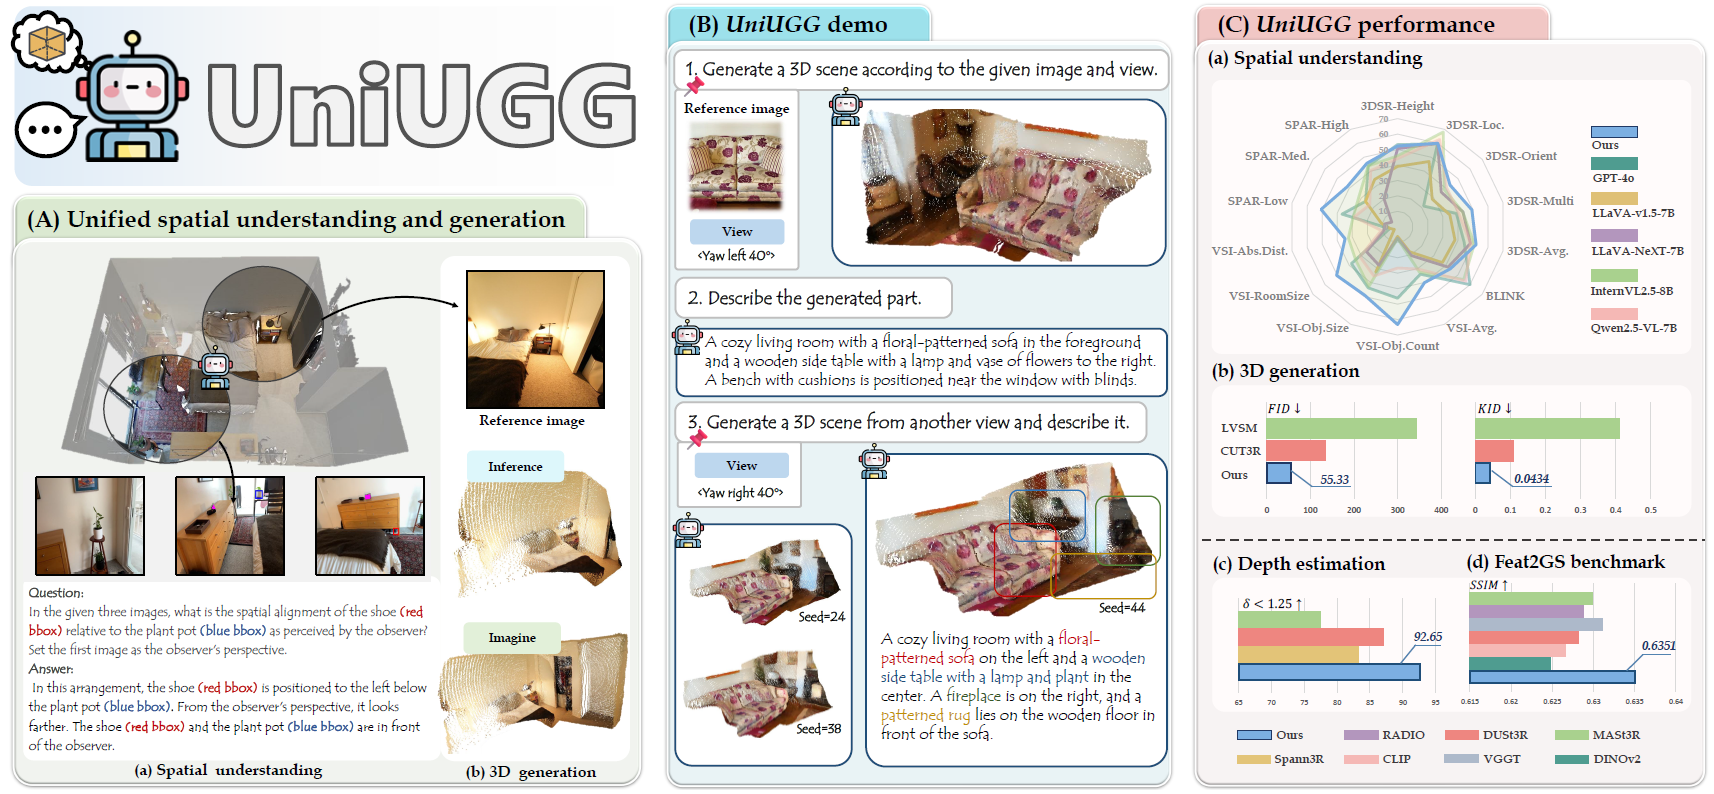 UniUGG
(A) Unified spatial understanding and generation
Reference image
Inference
Imagine
Question:
In the given three images, what is the spatial alignment of the shoe (red
bbox) relative to the plant pot (blue bbox) as perceived by the observer?
Set the first image as the observer's perspective.
Answer:
In this arrangement, the shoe (red bbox) is positioned to the left below
the plant pot (blue bbox). From the observer's perspective, it looks
farther. The shoe (red bbox) and the plant pot (blue bbox) are in front
of the observer.
(a) Spatial understanding
(b) 3D generation
(B) UniUGG demo
1. Generate a 3D scene according to the given image and view.
Reference image
View
<Yaw left 40°>
2. Describe the generated part.
A cozy living room with a floral-patterned sofa in the foreground
and a wooden side table with a lamp and vase of flowers to the right.
A bench with cushions is positioned near the window with blinds.
3. Generate a 3D scene from another view and describe it.
View
<Yaw right 40°>
Seed=24
Seed=38
Seed=44
A cozy living room with a floral-
patterned sofa on the left and a wooden
side table with a lamp and plant in the
center. A fireplace is on the right, and a
patterned rug lies on the wooden floor in
front of the sofa.
(C) UniUGG performance
(a) Spatial understanding
3DSR-Height
3DSR-Loc.
3DSR-Orient
3DSR-Multi
3DSR-Avg.
BLINK
VSI-Avg.
VSI-Obj.Count
VSI-Obj.Size
VSI-RoomSize
VSI-Abs.Dist.
SPAR-Low
SPAR-Med.
SPAR-High
70
60
50
40
30
20
10
Ours
GPT-4o
LLaVA-v1.5-7B
LLaVA-NeXT-7B
InternVL2.5-8B
Qwen2.5-VL-7B
(b) 3D generation
FID ↓
LVSM
CUT3R
Ours
55.33
0 100 200 300 400
KID ↓
0.0434
0 0.1 0.2 0.3 0.4 0.5
(c) Depth estimation
δ < 1.25 ↑
92.65
65 70 75 80 85 90 95
(d) Feat2GS benchmark
SSIM ↑
0.6351
0.615 0.62 0.625 0.63 0.635 0.64
Ours RADIO DUSt3R MASt3R
Spann3R CLIP VGGT DINOv2